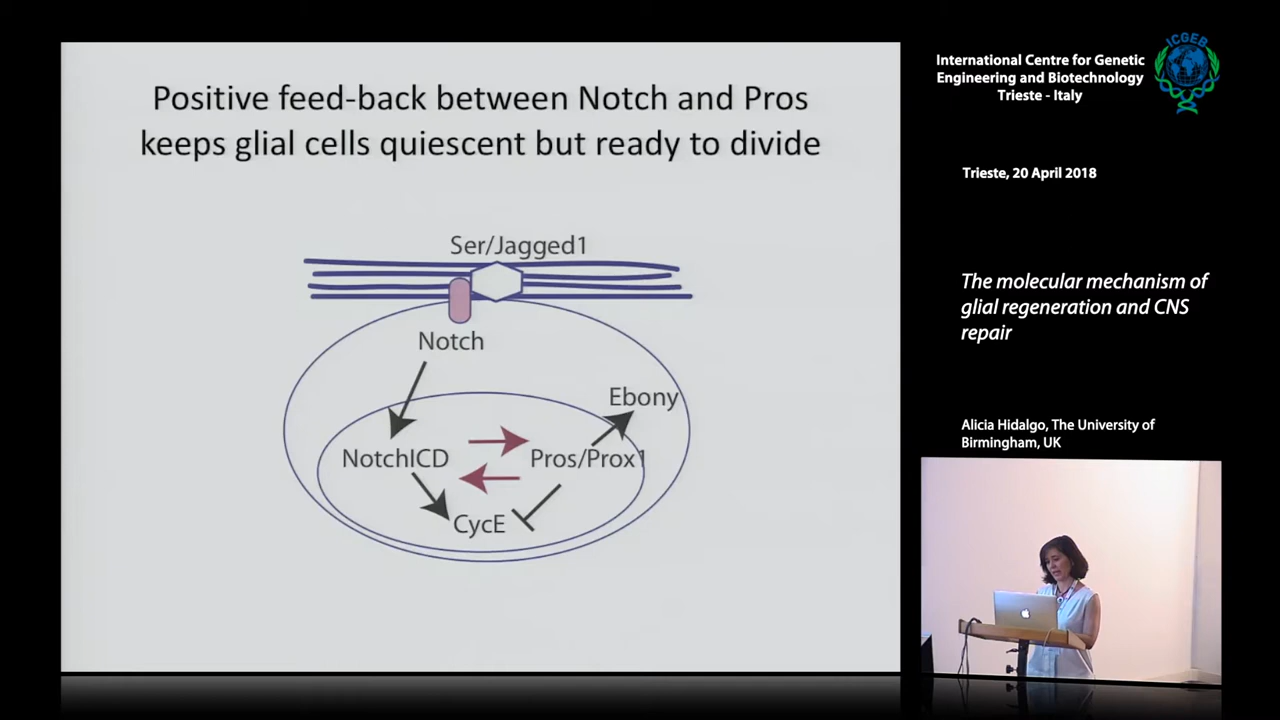 Positive feed-back between Notch and Pros
keeps glial cells quiescent but ready to divide
Ser/Jagged1
Notch
Ebony
NotchICD
Pros/Prox1
CycE
International Centre for Genetic
Engineering and Biotechnology
Trieste - Italy
ICGEB
Trieste, 20 April 2018
The molecular mechanism of
glial regeneration and CNS
repair
Alicia Hidalgo, The University of
Birmingham, UK